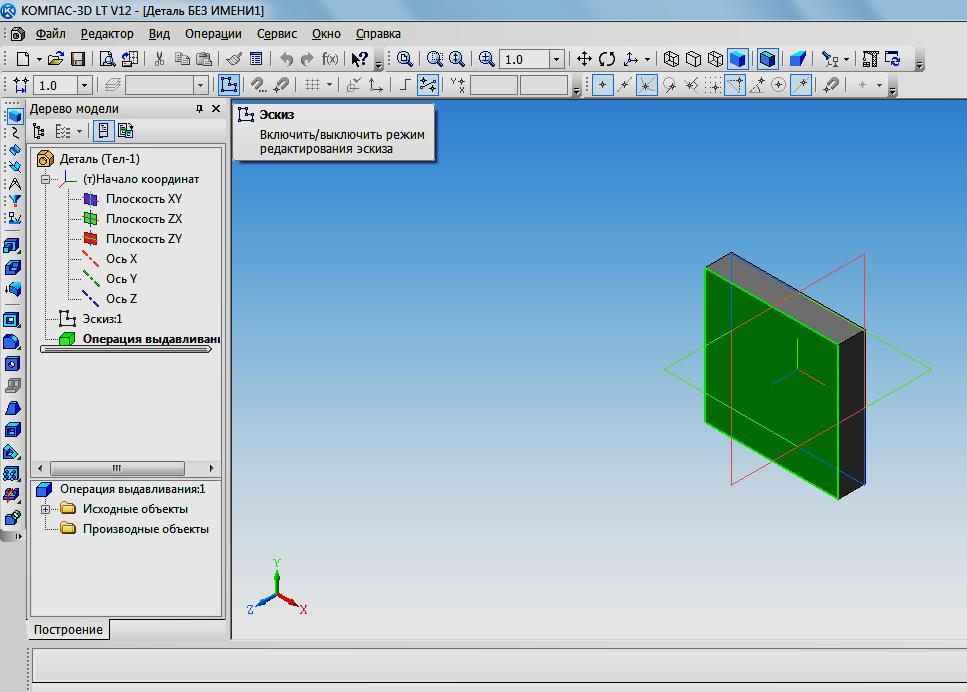 КОМПАС-3D LT V12 - [Деталь БЕЗ ИМЕНИ1]
Файл Редактор Вид Операции Сервис Окно Справка
f(x) 1.0
1.0
Дерево модели
Эскиз
Включить/выключить режим
редактирования эскиза
Деталь (Тел-1)
(т)Начало координат
Плоскость XY
Плоскость ZX
Плоскость ZY
Ось X
Ось Y
Ось Z
Эскиз:1
Операция выдавливани
Операция выдавливания:1
Исходные объекты
Производные объекты
Построение
Y
Z
X